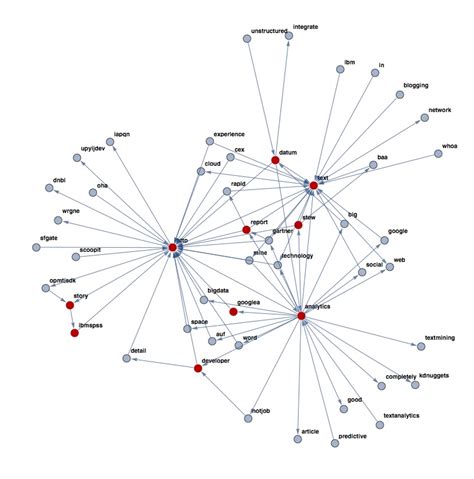 unstructured
integrate
ibm
in
blogging
network
whoa
experience
cex
cloud
datum
text
baa
rapid
iapqn
upyljdev
dnbi
oha
wrgne
sfgate
scoopit
http
report
stew
big
google
gartner
mine
technology
social
web
opmtiadk
story
ibmspss
bigdata
googlea
analytics
space
auf
word
detail
developer
textmining
completely
kdnuggets
good
textanalytics
hotjob
article
predictive